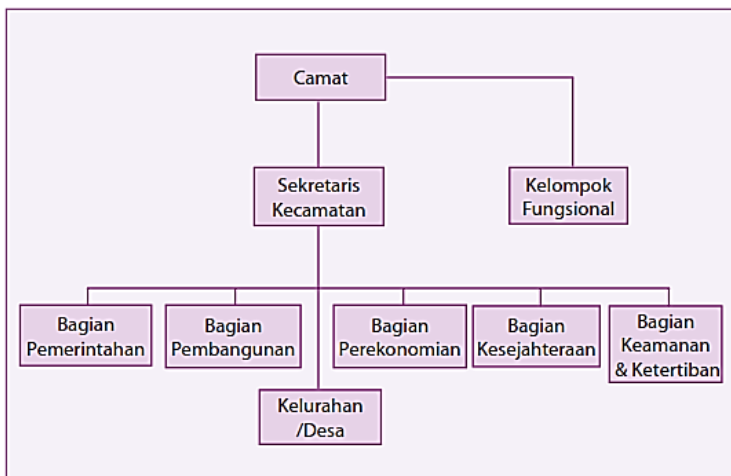 Camat
Sekretaris
Kecamatan
Kelompok
Fungsional
Bagian
Pemerintahan
Bagian
Pembangunan
Bagian
Perekonomian
Bagian
Kesejahteraan
Bagian
Keamanan
& Ketertiban
Kelurahan
/Desa